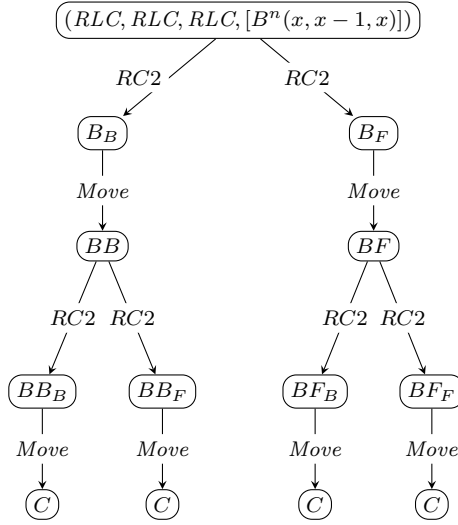 (RLC, RLC, RLC, [Bⁿ(x, x − 1, x)])
RC2 RC2
B_B B_F
Move Move
BB BF
RC2 RC2 RC2 RC2
BB_B BB_F BF_B BF_F
Move Move Move Move
C C C C